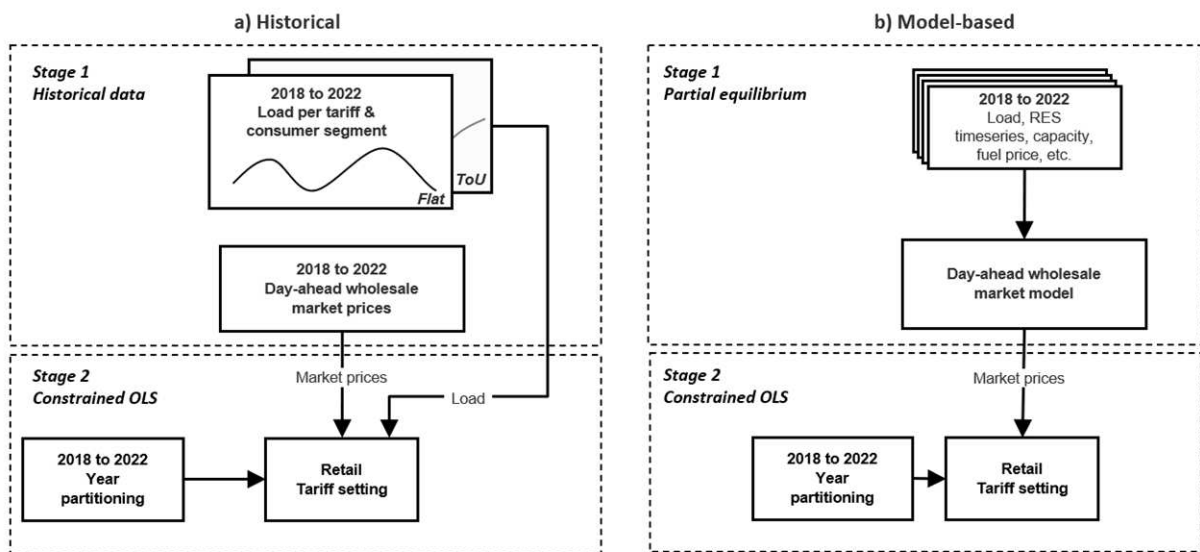 a) Historical
Stage 1
Historical data
2018 to 2022
Load per tariff &
consumer segment
Flat
ToU
2018 to 2022
Day-ahead wholesale
market prices
Stage 2
Constrained OLS
Market prices
Load
2018 to 2022
Year
partitioning
Retail
Tariff setting
b) Model-based
Stage 1
Partial equilibrium
2018 to 2022
Load, RES
timeseries, capacity,
fuel price, etc.
Day-ahead wholesale
market model
Stage 2
Constrained OLS
Market prices
2018 to 2022
Year
partitioning
Retail
Tariff setting